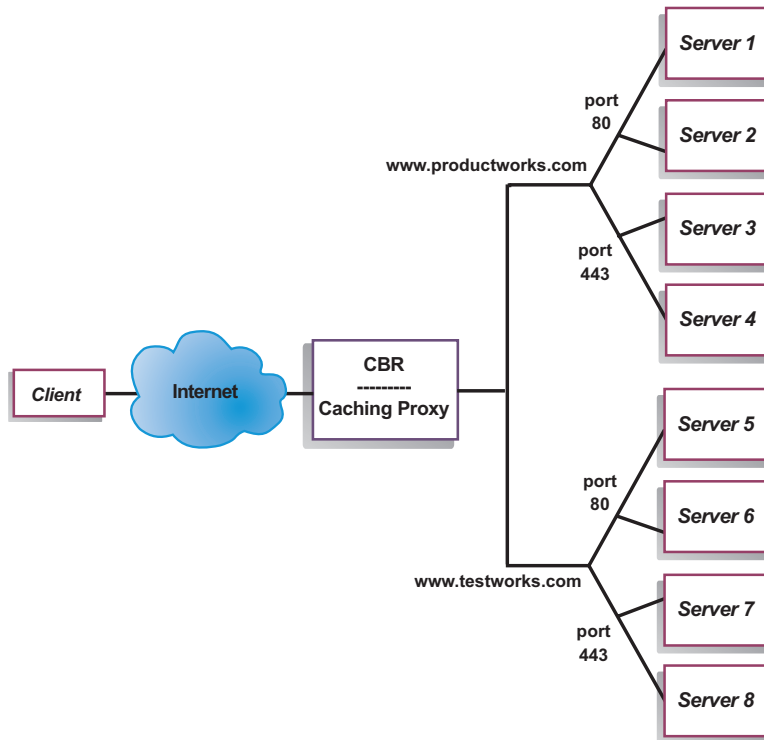 Client
Internet
CBR
---------
Caching Proxy
www.productworks.com
port
80
Server 1
Server 2
port
443
Server 3
Server 4
www.testworks.com
port
80
Server 5
Server 6
port
443
Server 7
Server 8